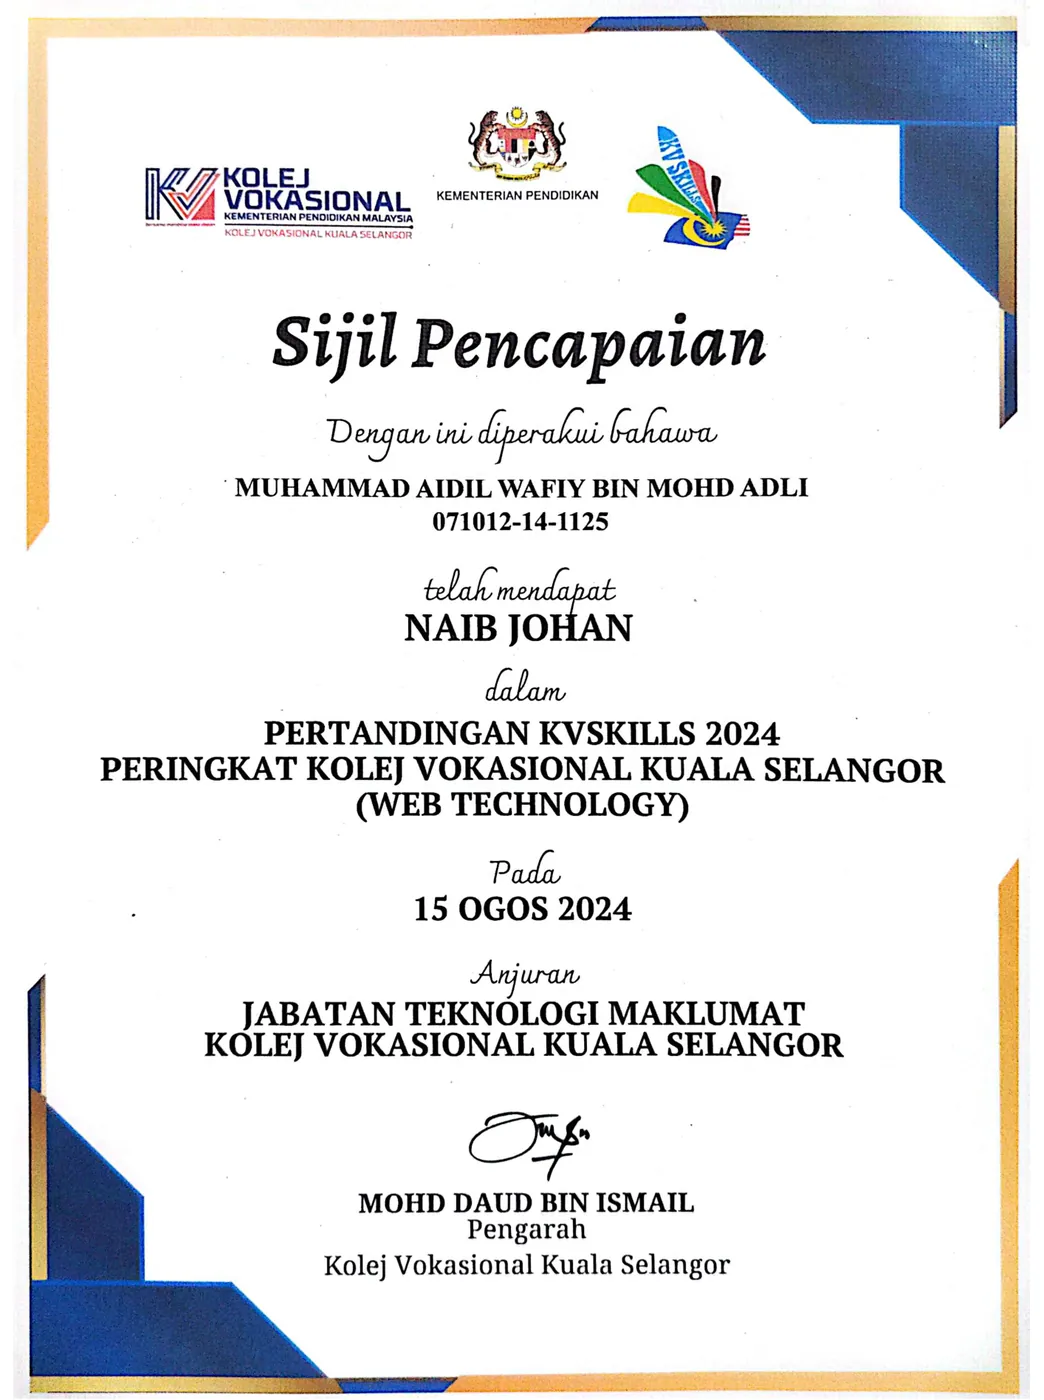 KOLEJ
VOKASIONAL
KEMENTERIAN PENDIDIKAN MALAYSIA
KOLEJ VOKASIONAL KUALA SELANGOR
KEMENTERIAN PENDIDIKAN
KV SKILLS
Sijil Pencapaian
Dengan ini diperakui bahawa
MUHAMMAD AIDIL WAFIY BIN MOHD ADLI
071012-14-1125
telah mendapat
NAIB JOHAN
dalam
PERTANDINGAN KVSKILLS 2024
PERINGKAT KOLEJ VOKASIONAL KUALA SELANGOR
(WEB TECHNOLOGY)
Pada
15 OGOS 2024
Anjuran
JABATAN TEKNOLOGI MAKLUMAT
KOLEJ VOKASIONAL KUALA SELANGOR
MOHD DAUD BIN ISMAIL
Pengarah
Kolej Vokasional Kuala Selangor